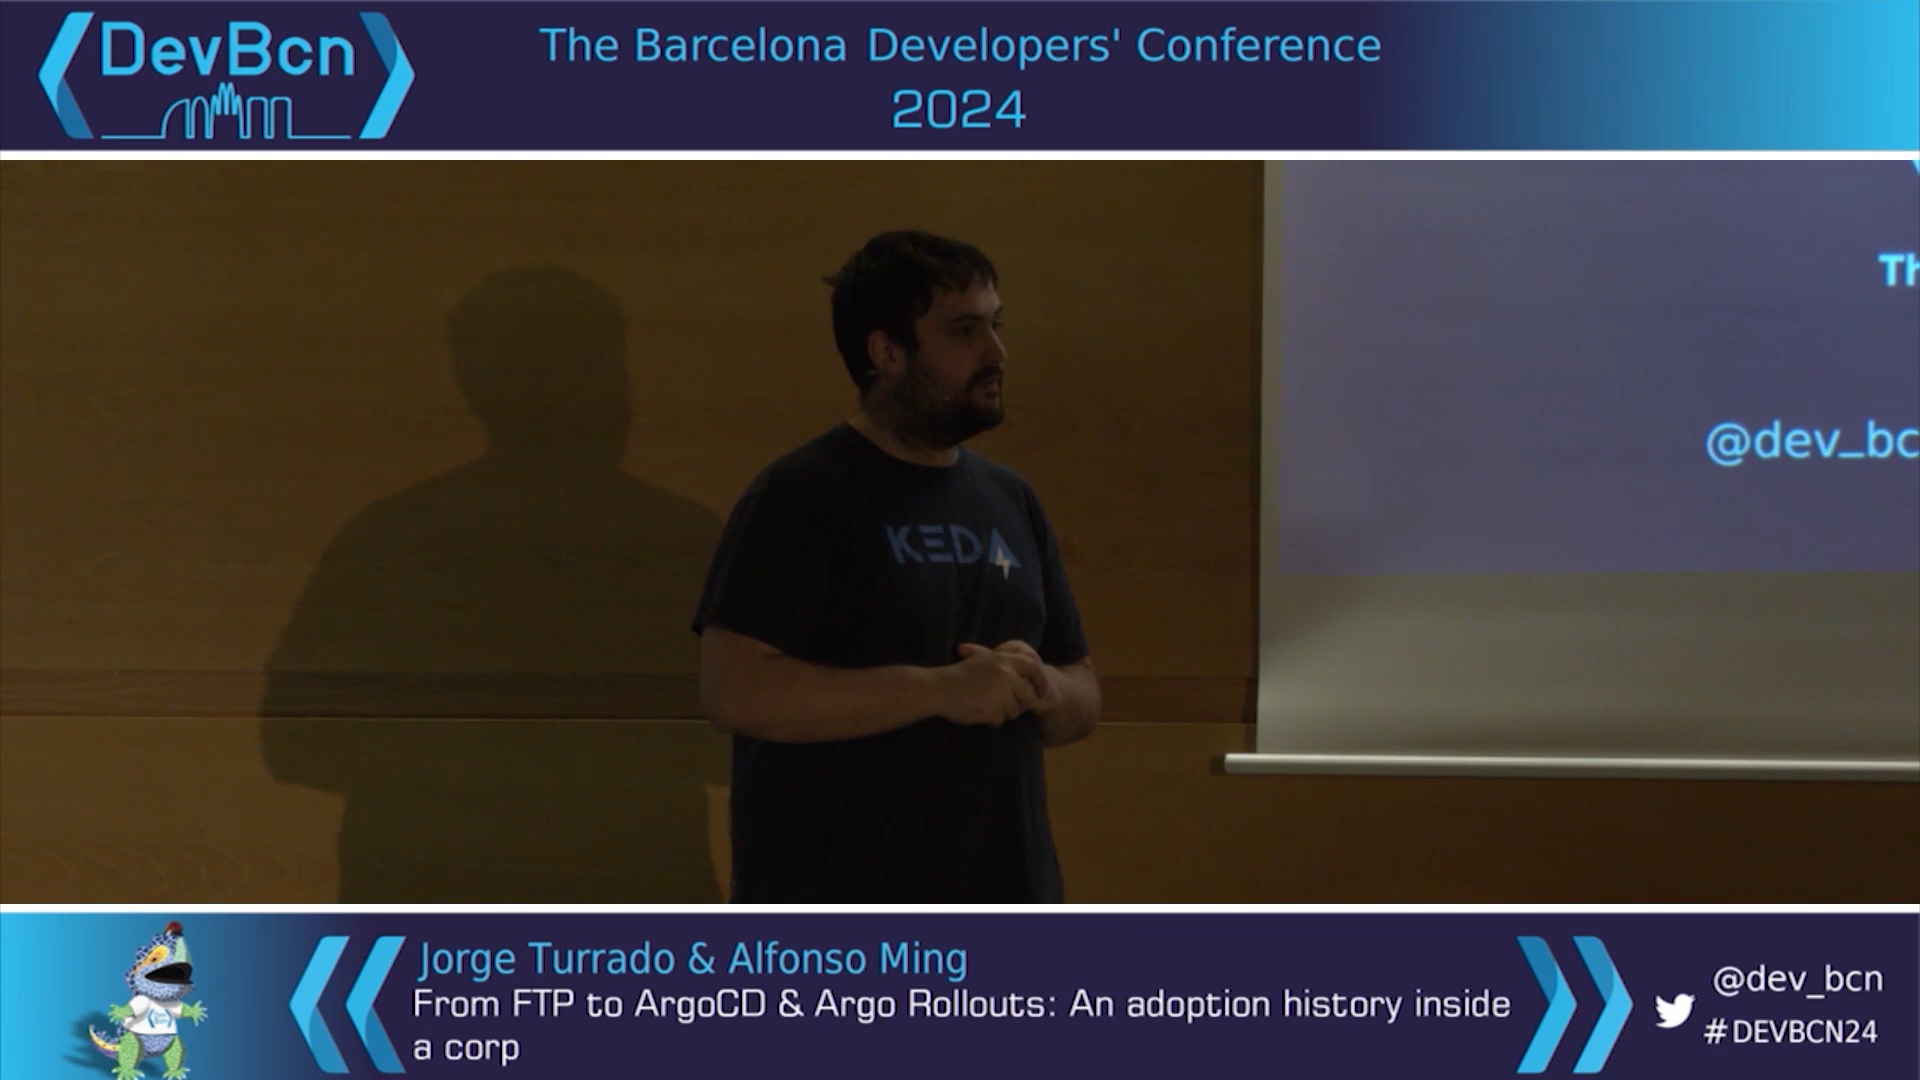 DevBcn
The Barcelona Developers' Conference
2024
Th
@dev_bc
KEDA
Jorge Turrado & Alfonso Ming
From FTP to ArgoCD & Argo Rollouts: An adoption history inside
a corp
@dev_bcn
#DEVBCN24